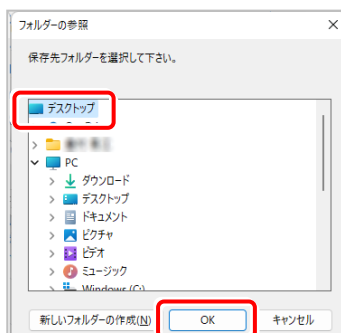 フォルダーの参照
保存先フォルダーを選択して下さい。
デスクトップ
PC
ダウンロード
デスクトップ
ドキュメント
ピクチャ
ビデオ
ミュージック
Windows (C:)
新しいフォルダーの作成(N)
OK
キャンセル